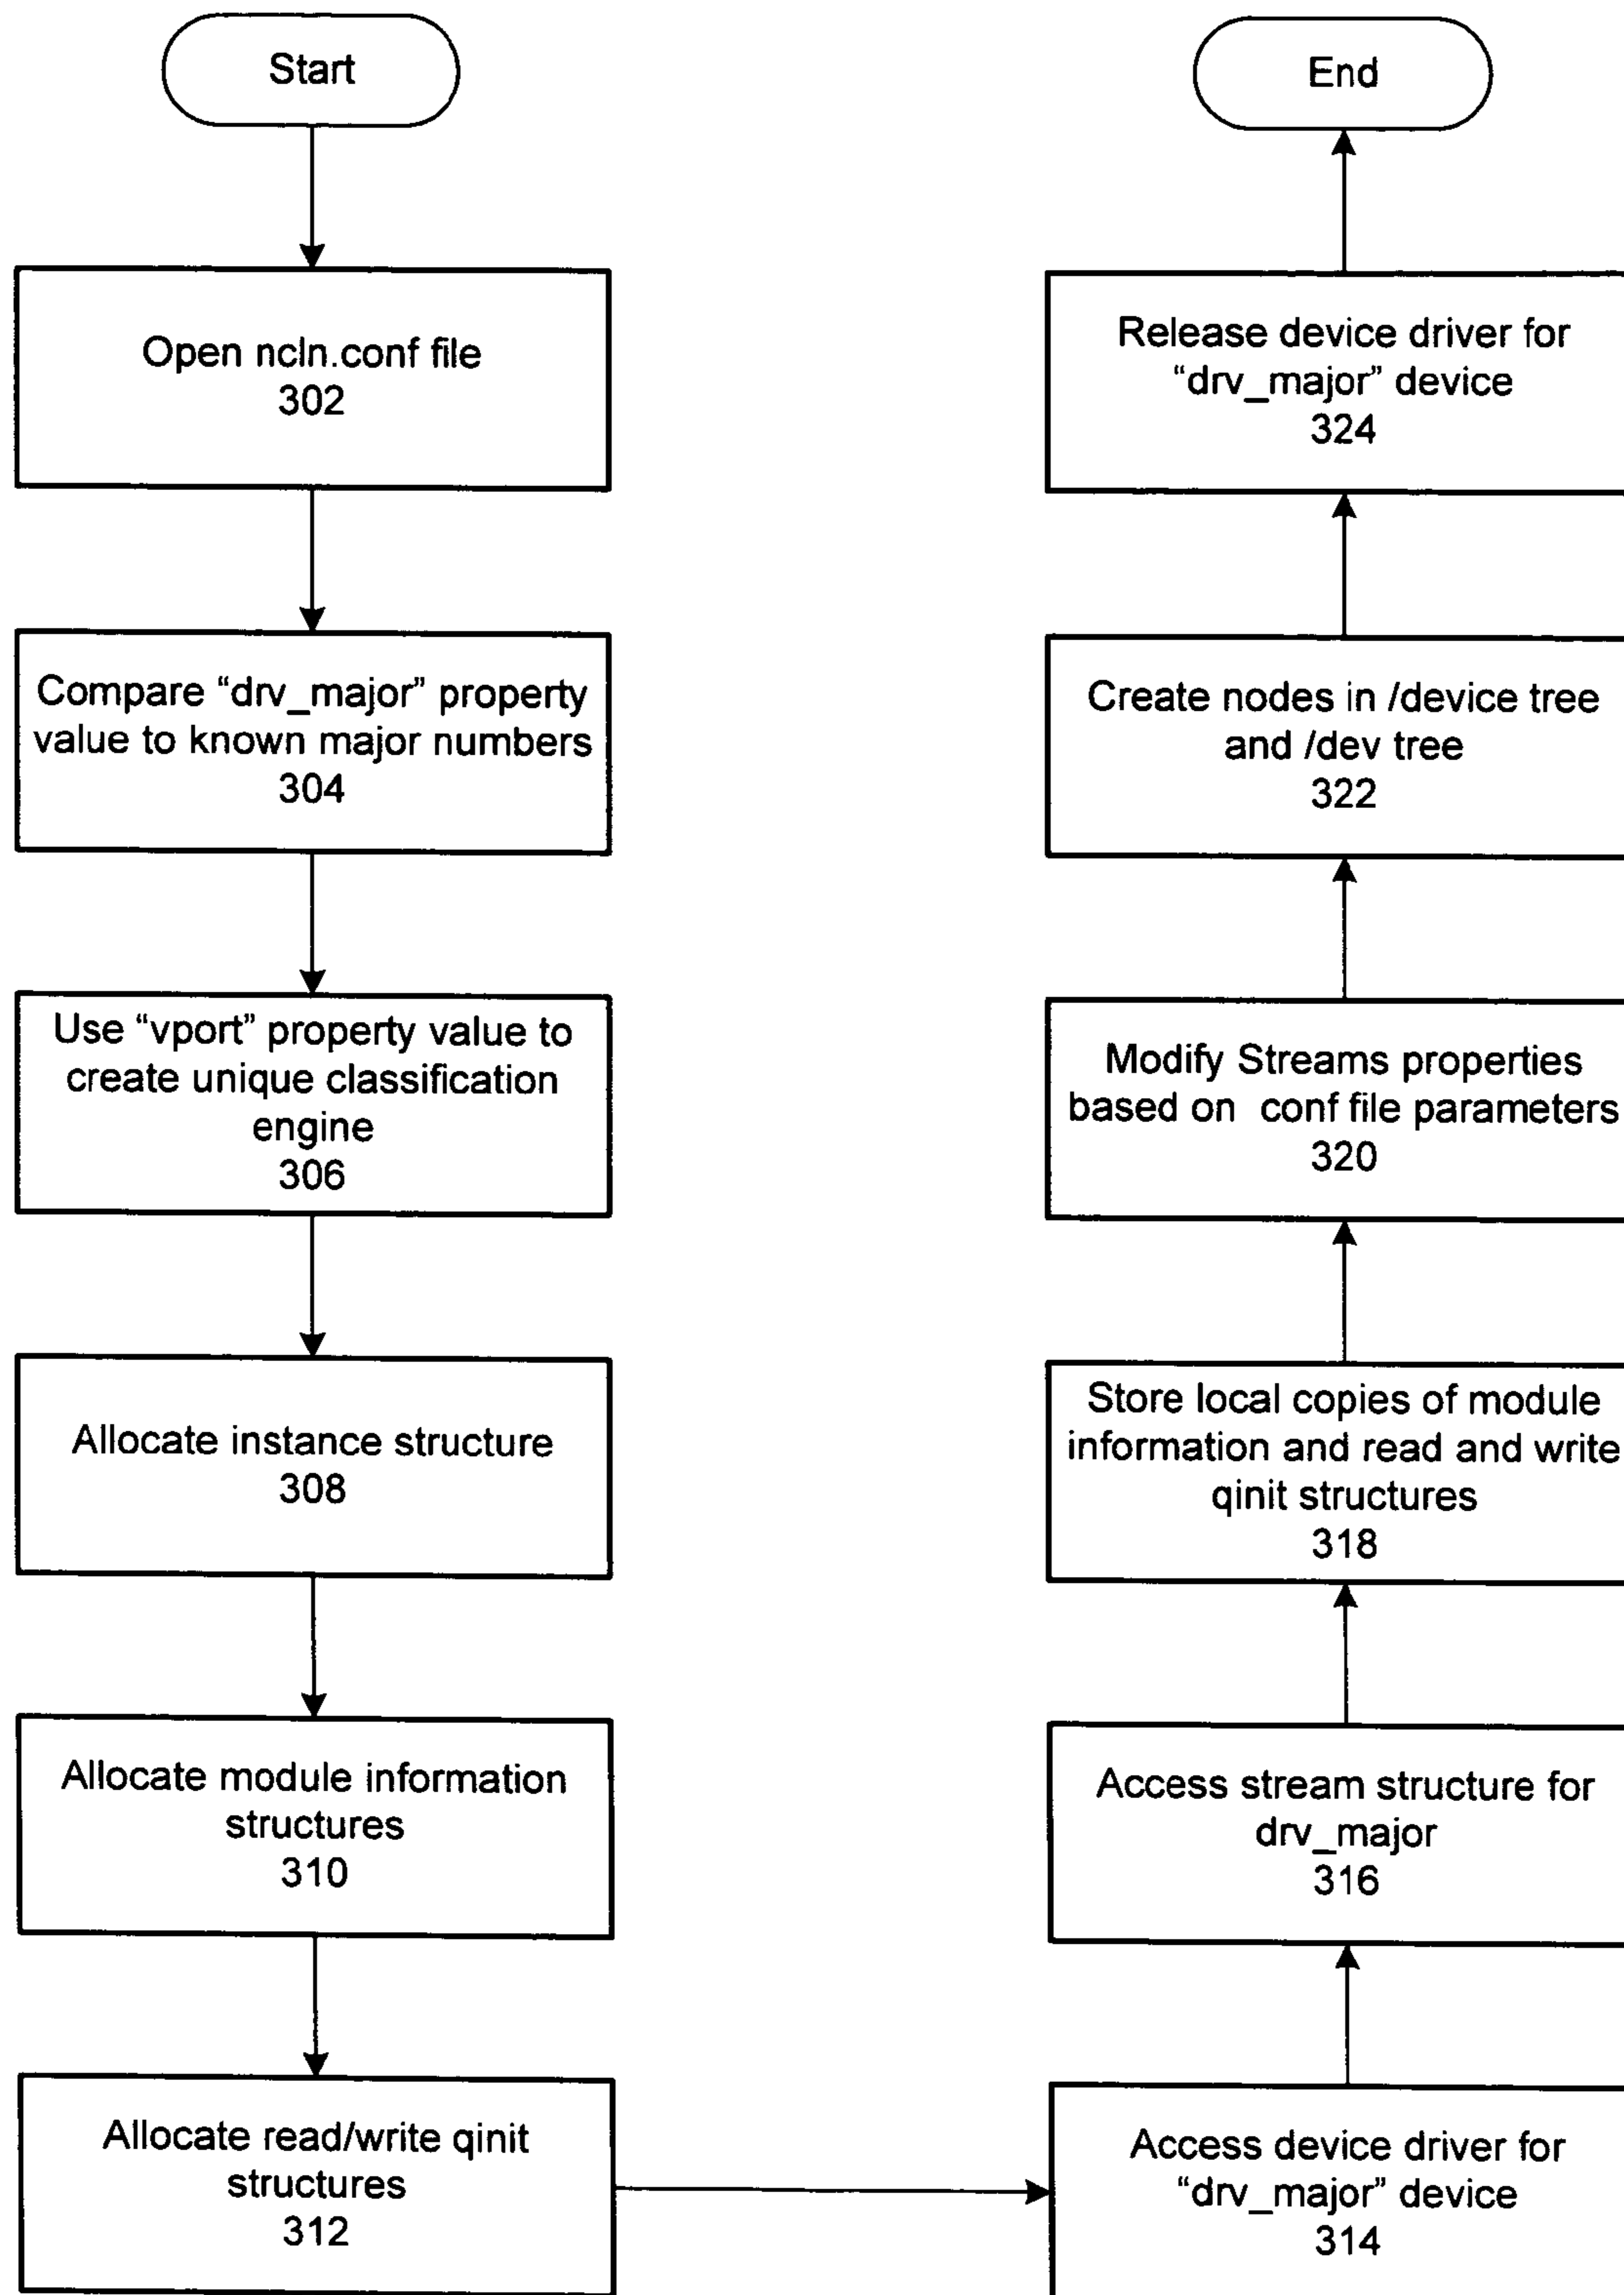 Start
Open ncln.conf file
302
Compare “drv_major” property
value to known major numbers
304
Use “vport” property value to
create unique classification
engine
306
Allocate instance structure
308
Allocate module information
structures
310
Allocate read/write qinit
structures
312
Access device driver for
“drv_major” device
314
Access stream structure for
drv_major
316
Store local copies of module
information and read and write
qinit structures
318
Modify Streams properties
based on conf file parameters
320
Create nodes in /device tree
and /dev tree
322
Release device driver for
“drv_major” device
324
End